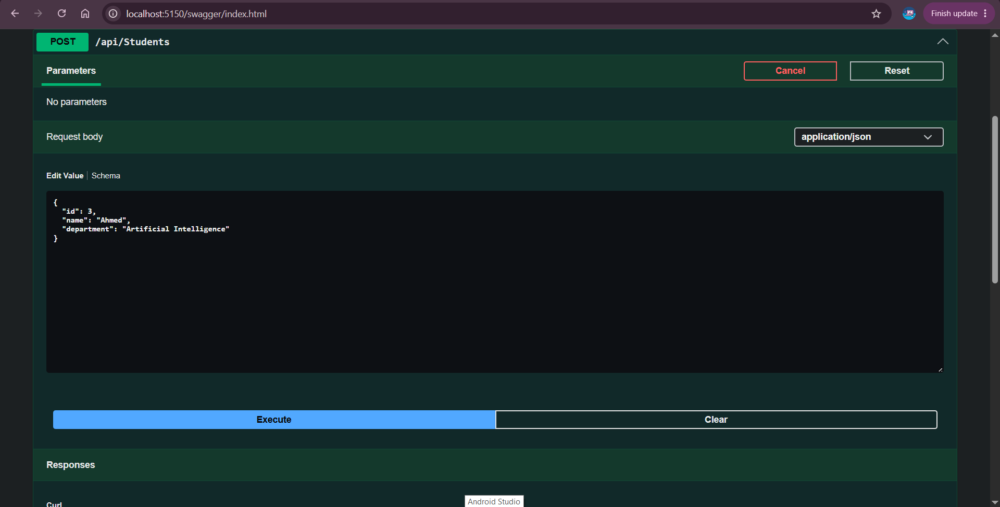 localhost:5150/swagger/index.html
Finish update
POST /api/Students
Parameters
Cancel
Reset
No parameters
Request body
application/json
Edit Value | Schema
{
  "id": 3,
  "name": "Ahmed",
  "department": "Artificial Intelligence"
}
Execute
Clear
Responses
Curl
Android Studio